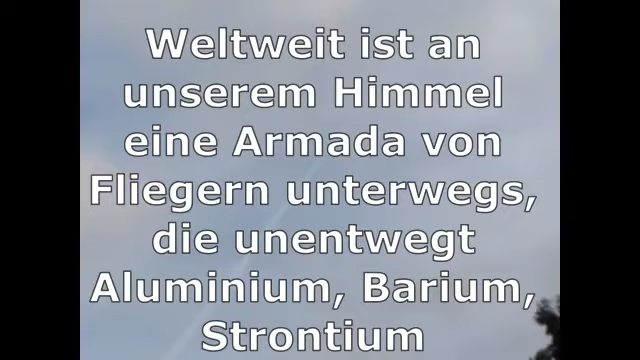 Weltweit ist an
unserem Himmel
eine Armada von
Fliegern unterwegs,
die unentwegt
Aluminium, Barium,
Strontium